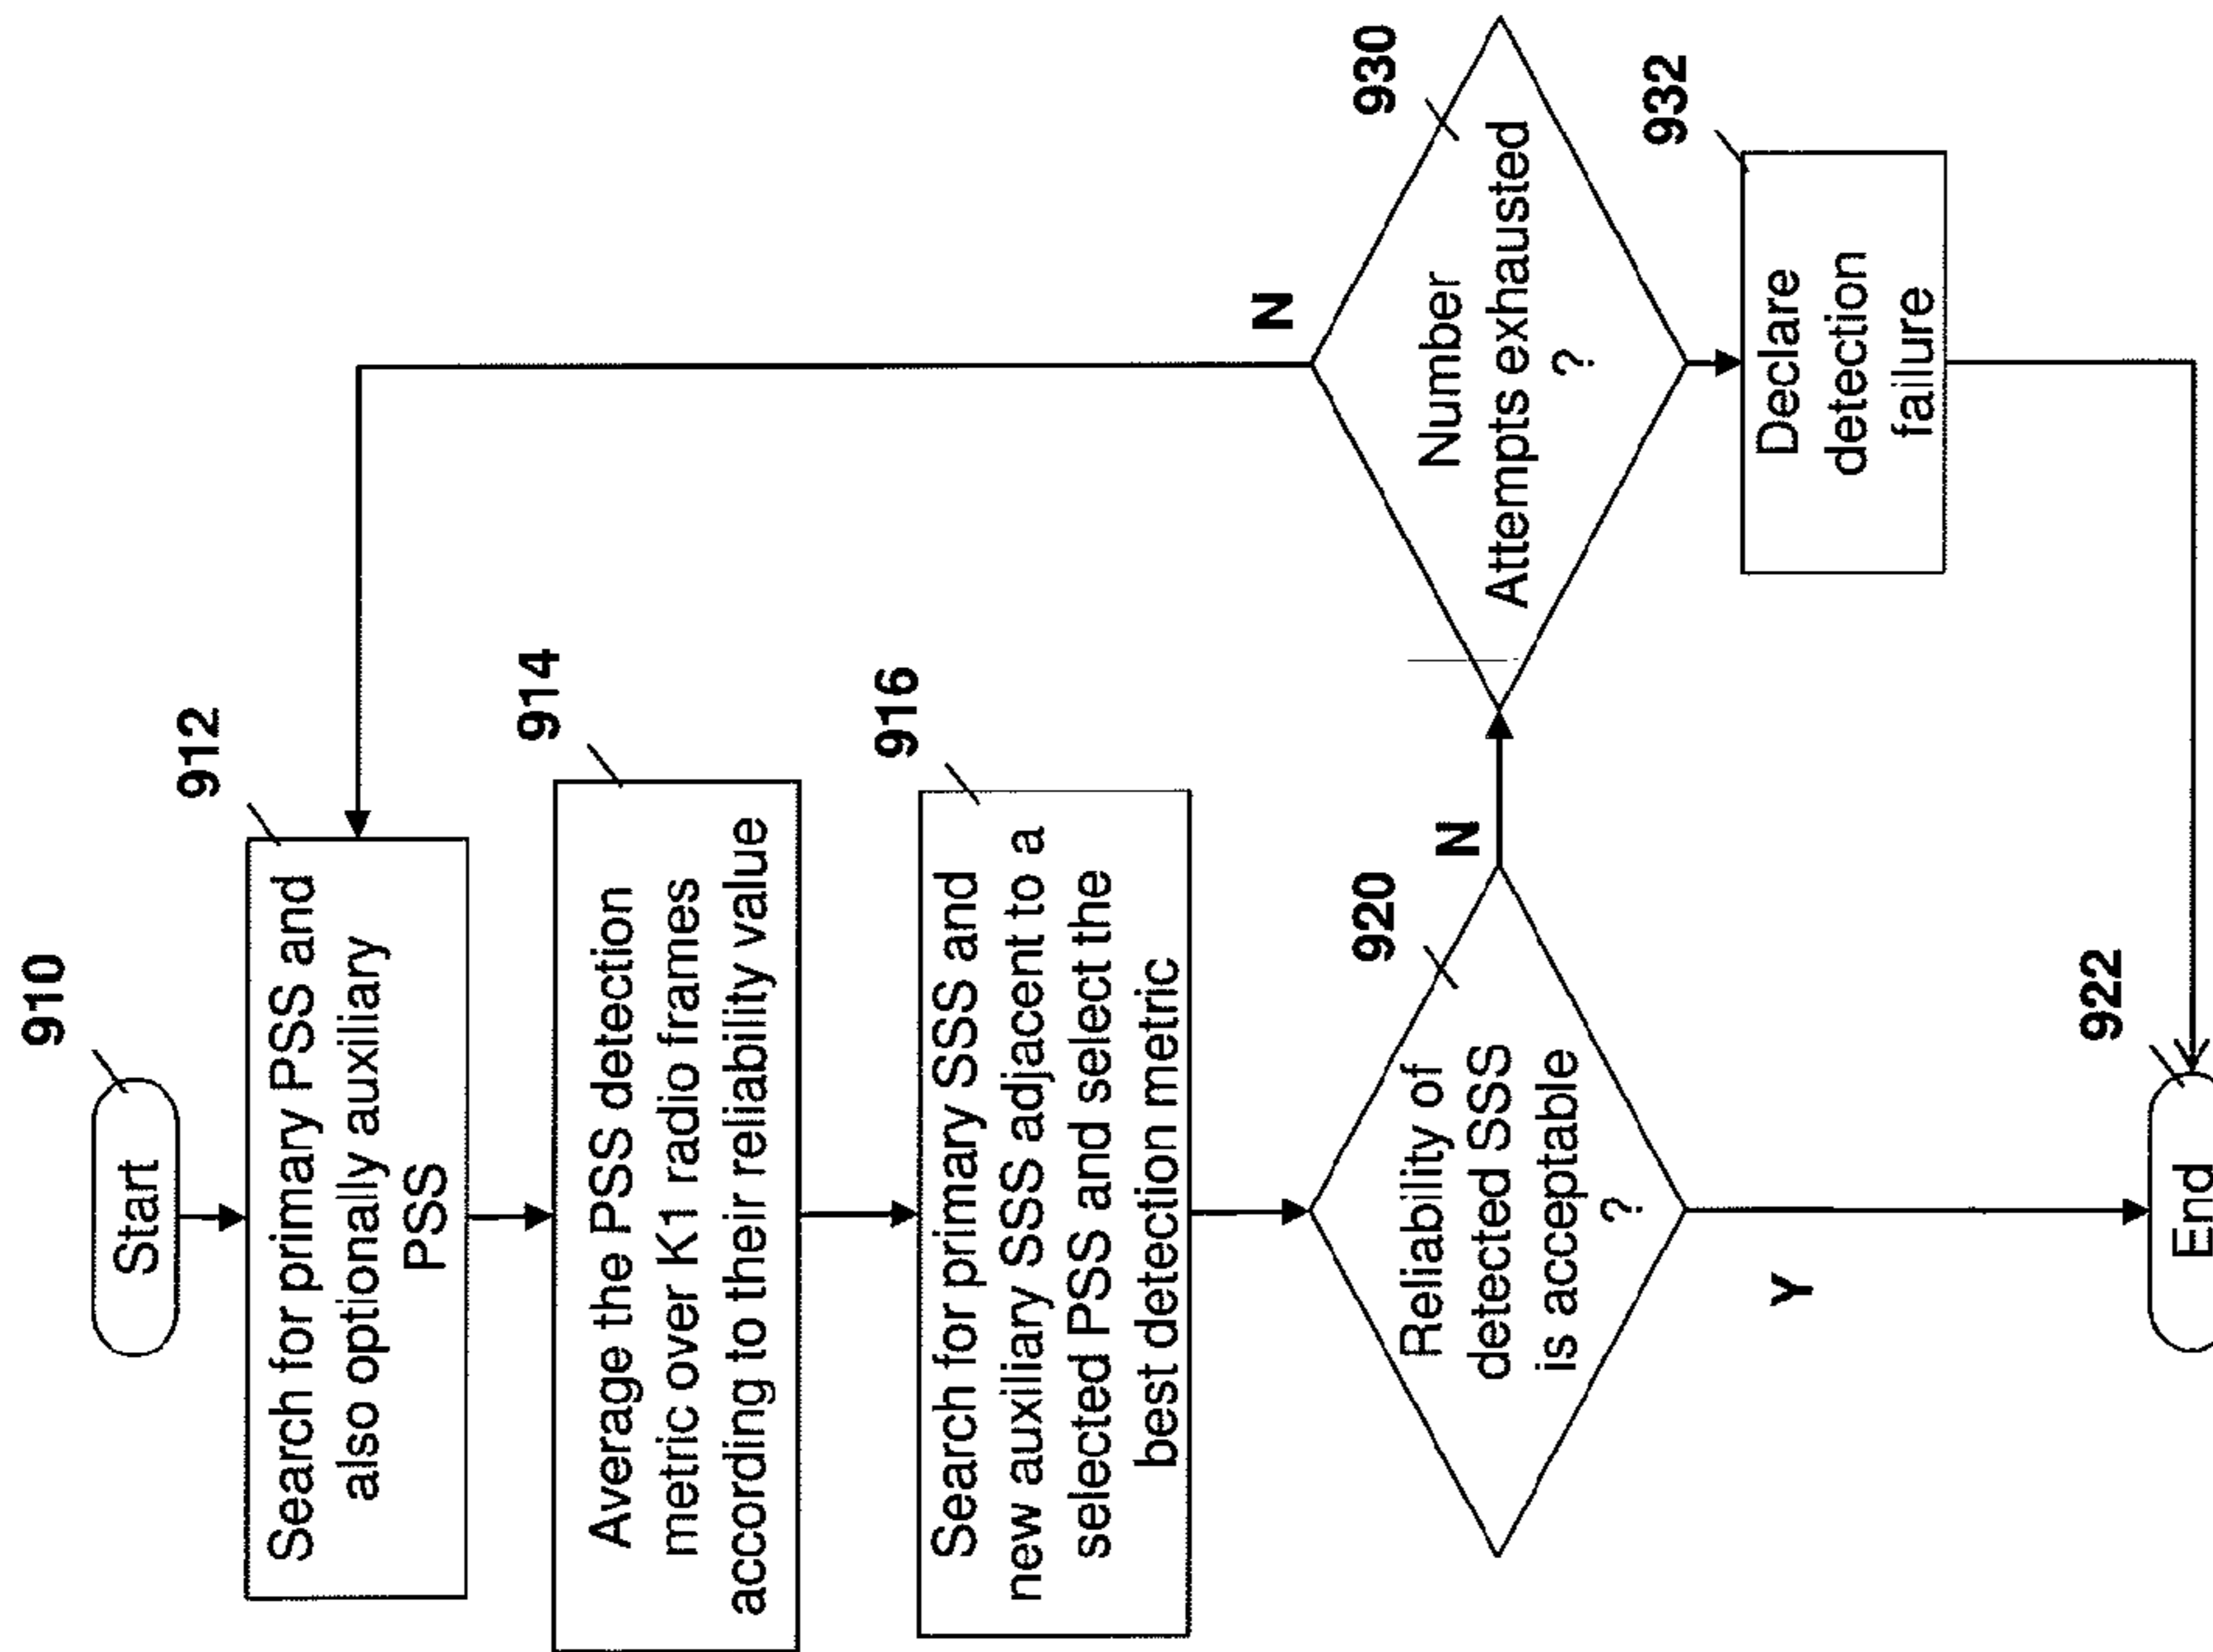 910
Start
912
Search for primary PSS and
also optionally auxiliary
PSS
914
Average the PSS detection
metric over K1 radio frames
according to their reliability value
916
Search for primary SSS and
new auxiliary SSS adjacent to a
selected PSS and select the
best detection metric
920
Reliability of
detected SSS
is acceptable
?
N
Y
930
Number
Attempts exhausted
?
N
932
Declare
detection
failure
922
End